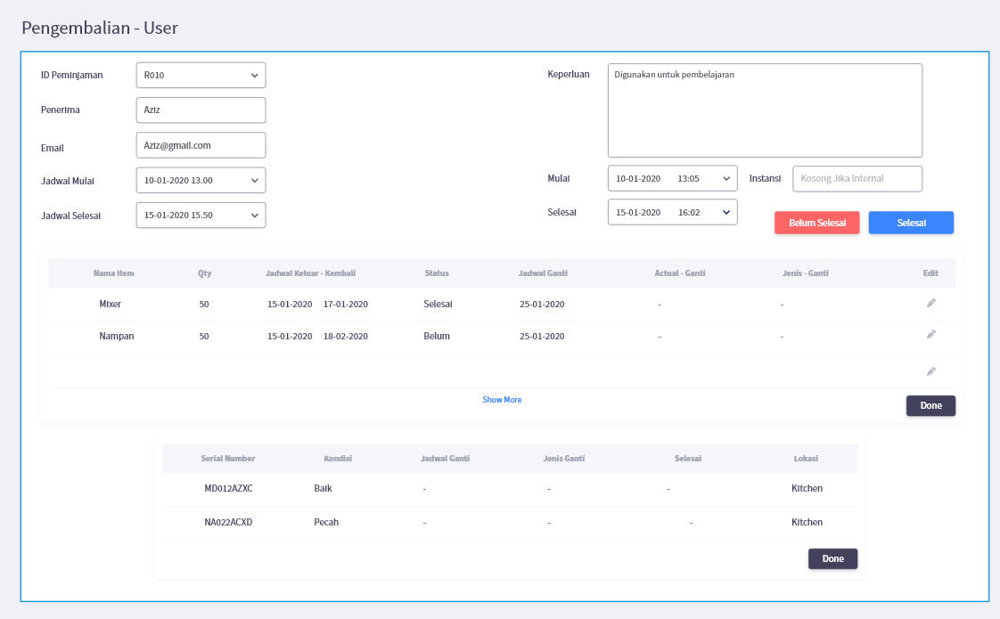 Pengembalian - User
ID Peminjaman R010
Penerima Aziz
Email Aziz@gmail.com
Jadwal Mulai 10-01-2020 13.00
Jadwal Selesai 15-01-2020 15.50
Keperluan Digunakan untuk pembelajaran
Mulai 10-01-2020 13:05 Instansi Kosong Jika Internal
Selesai 15-01-2020 16:02
Belum Selesai Selesai
Nama Item Qty Jadwal Keluar - Kembali Status Jadwal Ganti Actual - Ganti Jenis - Ganti Edit
Mixer 50 15-01-2020 17-01-2020 Selesai 25-01-2020 - -
Nampan 50 15-01-2020 18-02-2020 Belum 25-01-2020 - -
Show More
Done
Serial Number Kondisi Jadwal Ganti Jenis Ganti Selesai Lokasi
MD012AZXC Baik - - - Kitchen
NA022ACXD Pecah - - - Kitchen
Done